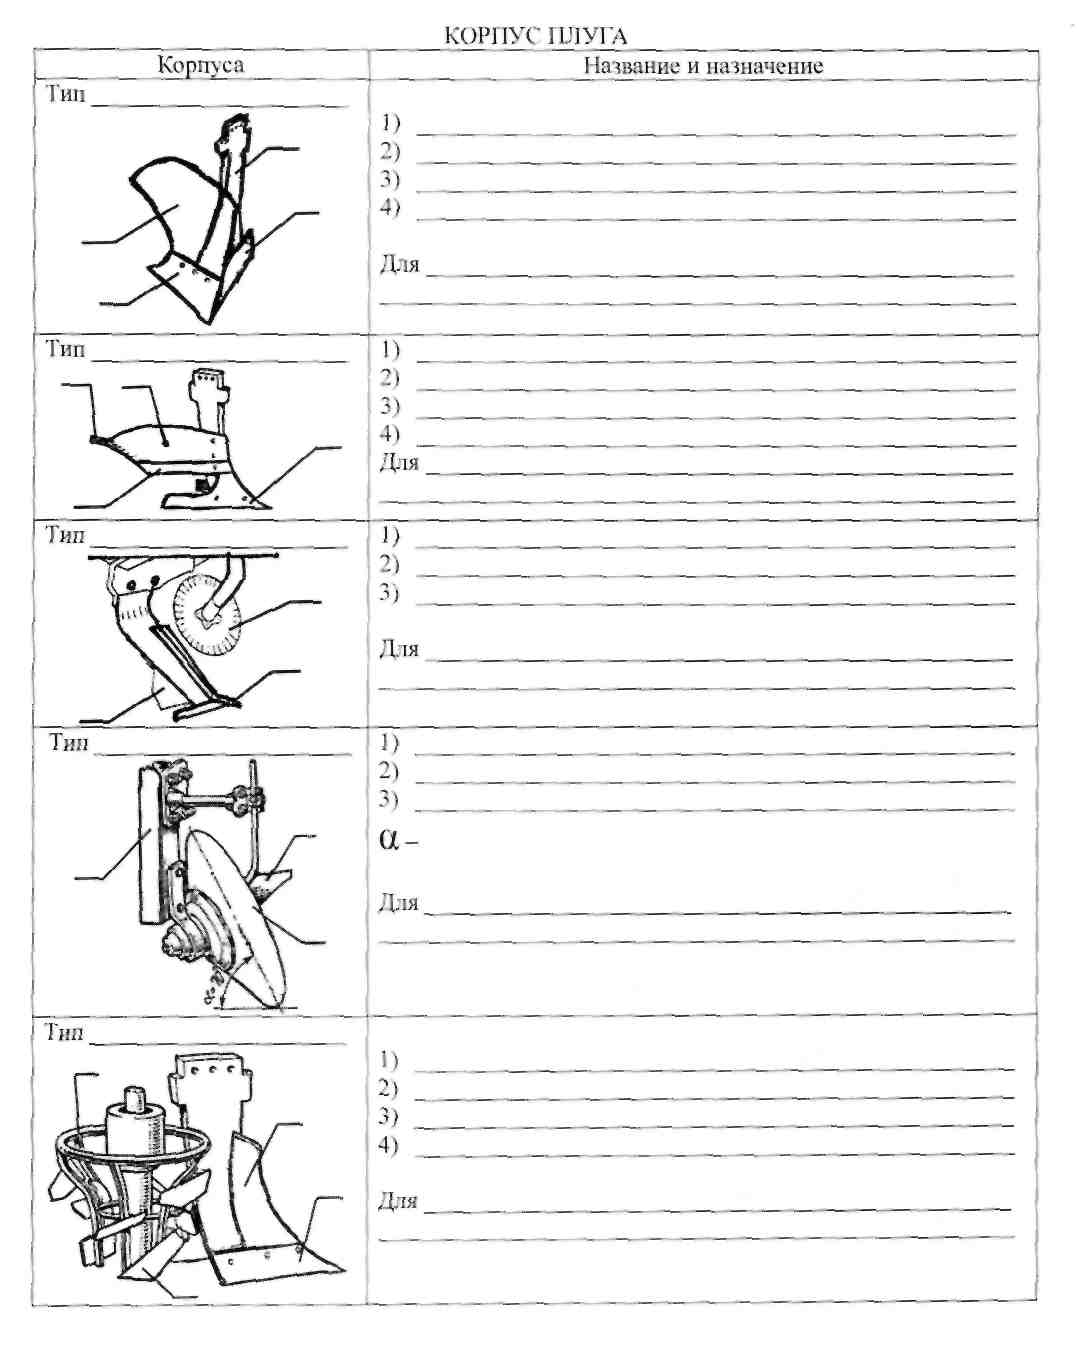 КОРПУС ПЛУГА
Корпуса
Название и назначение
Тип
1)
2)
3)
4)
Для
Тип
1)
2)
3)
4)
Для
Тип
1)
2)
3)
Для
Тип
1)
2)
3)
α –
Для
Тип
1)
2)
3)
4)
Для